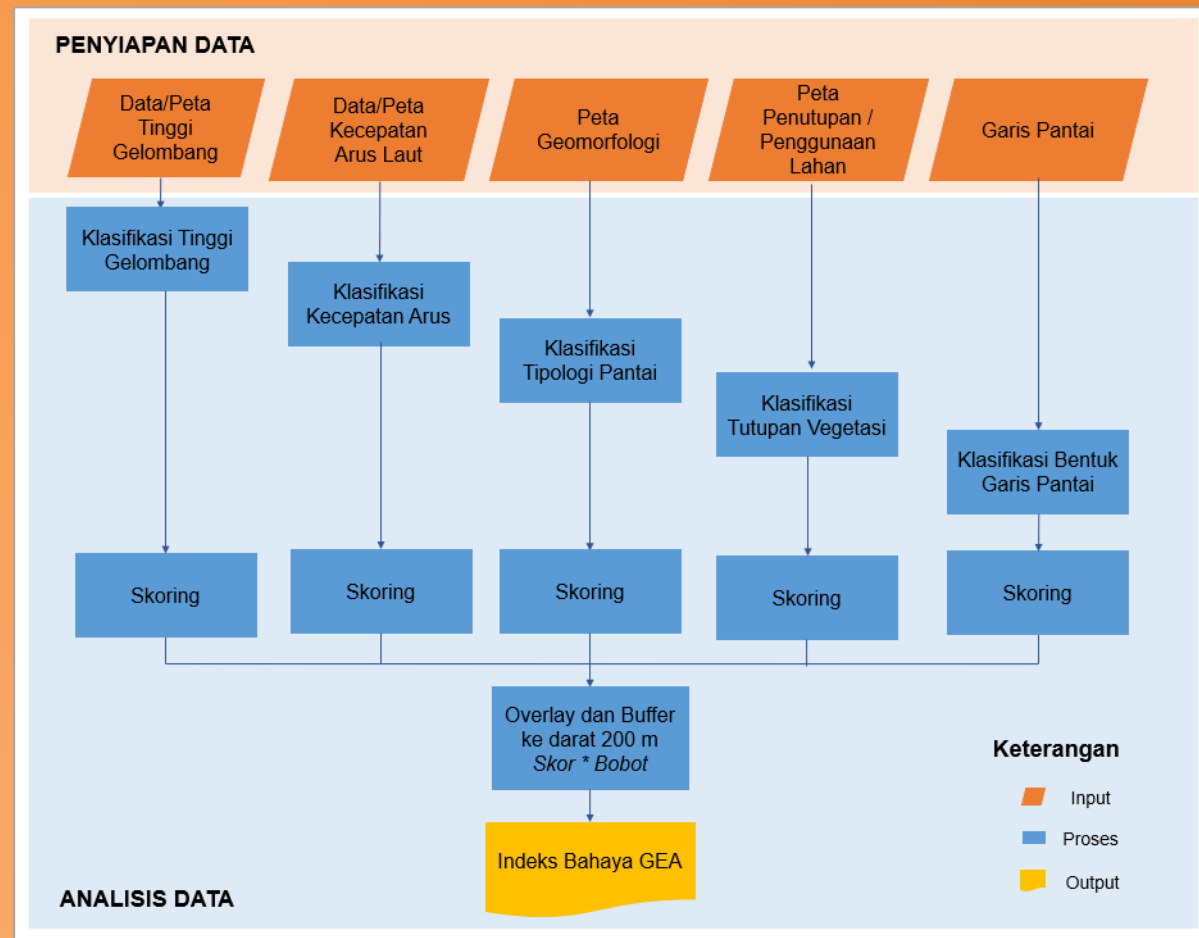 PENYIAPAN DATA
Data/Peta
Tinggi
Gelombang
Data/Peta
Kecepatan
Arus Laut
Peta
Geomorfologi
Peta
Penutupan /
Penggunaan
Lahan
Garis Pantai
Klasifikasi Tinggi
Gelombang
Klasifikasi
Kecepatan Arus
Klasifikasi
Tipologi Pantai
Klasifikasi
Tutupan Vegetasi
Klasifikasi Bentuk
Garis Pantai
Skoring
Skoring
Skoring
Skoring
Skoring
Overlay dan Buffer
ke darat 200 m
Skor * Bobot
Indeks Bahaya GEA
Keterangan
Input
Proses
Output
ANALISIS DATA